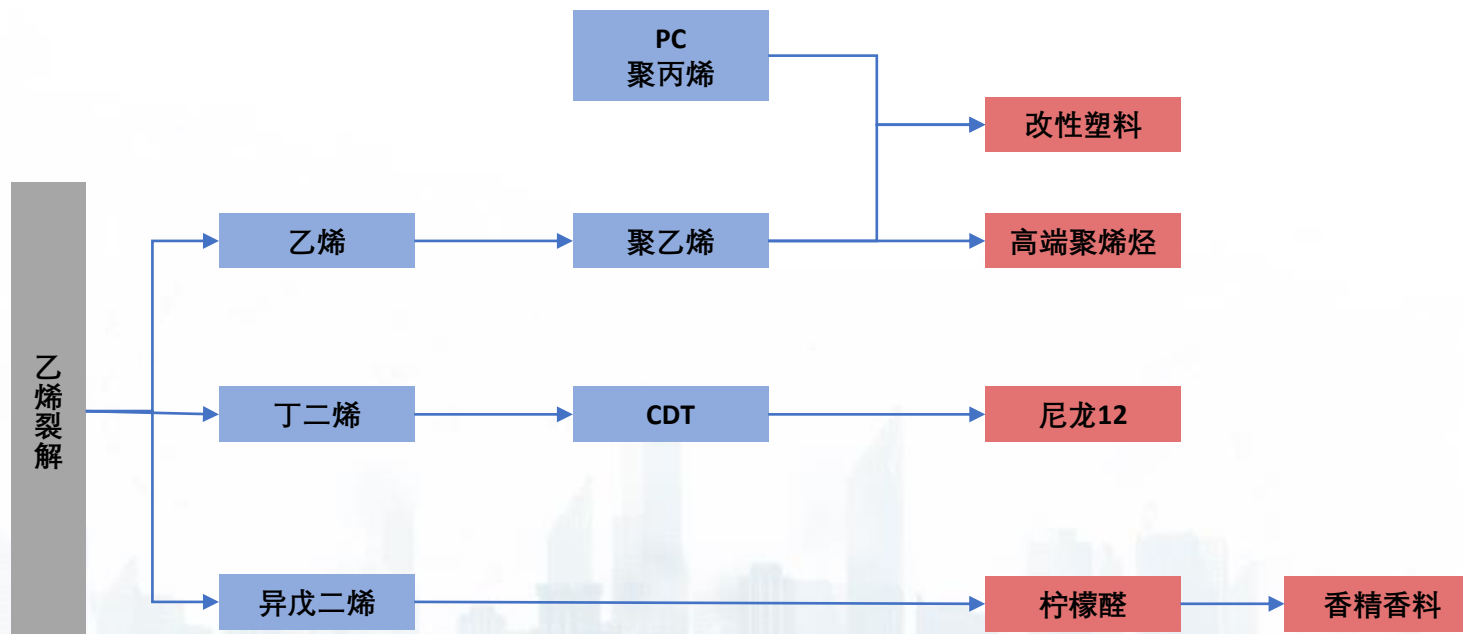 PC
聚丙烯
改性塑料
乙烯
聚乙烯
高端聚烯烃
乙烯裂解
丁二烯
CDT
尼龙12
异戊二烯
柠檬醛
香精香料